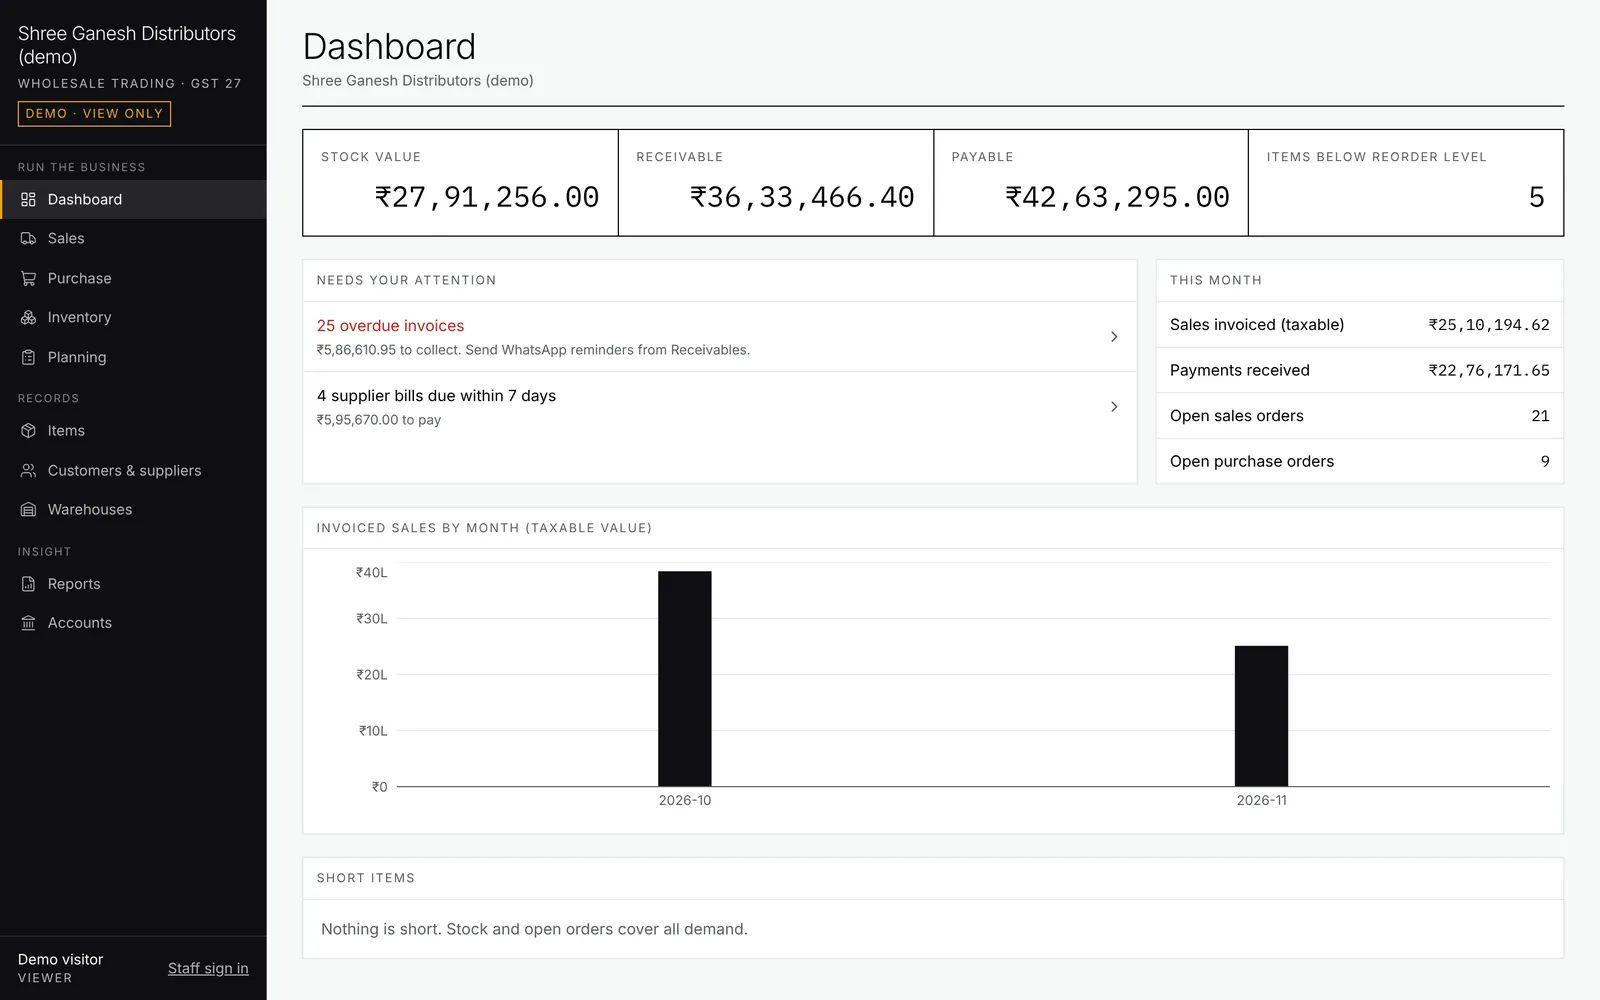 Shree Ganesh Distributors
(demo)
WHOLESALE TRADING · GST 27
DEMO · VIEW ONLY
RUN THE BUSINESS
Dashboard
Sales
Purchase
Inventory
Planning
RECORDS
Items
Customers & suppliers
Warehouses
INSIGHT
Reports
Accounts
Demo visitor
VIEWER
Staff sign in
Dashboard
Shree Ganesh Distributors (demo)
STOCK VALUE
₹27,91,256.00
RECEIVABLE
₹36,33,466.40
PAYABLE
₹42,63,295.00
ITEMS BELOW REORDER LEVEL
5
NEEDS YOUR ATTENTION
25 overdue invoices
₹5,86,610.95 to collect. Send WhatsApp reminders from Receivables.
4 supplier bills due within 7 days
₹5,95,670.00 to pay
THIS MONTH
Sales invoiced (taxable) ₹25,10,194.62
Payments received ₹22,76,171.65
Open sales orders 21
Open purchase orders 9
INVOICED SALES BY MONTH (TAXABLE VALUE)
₹40L
₹30L
₹20L
₹10L
₹0
2026-10 2026-11
SHORT ITEMS
Nothing is short. Stock and open orders cover all demand.